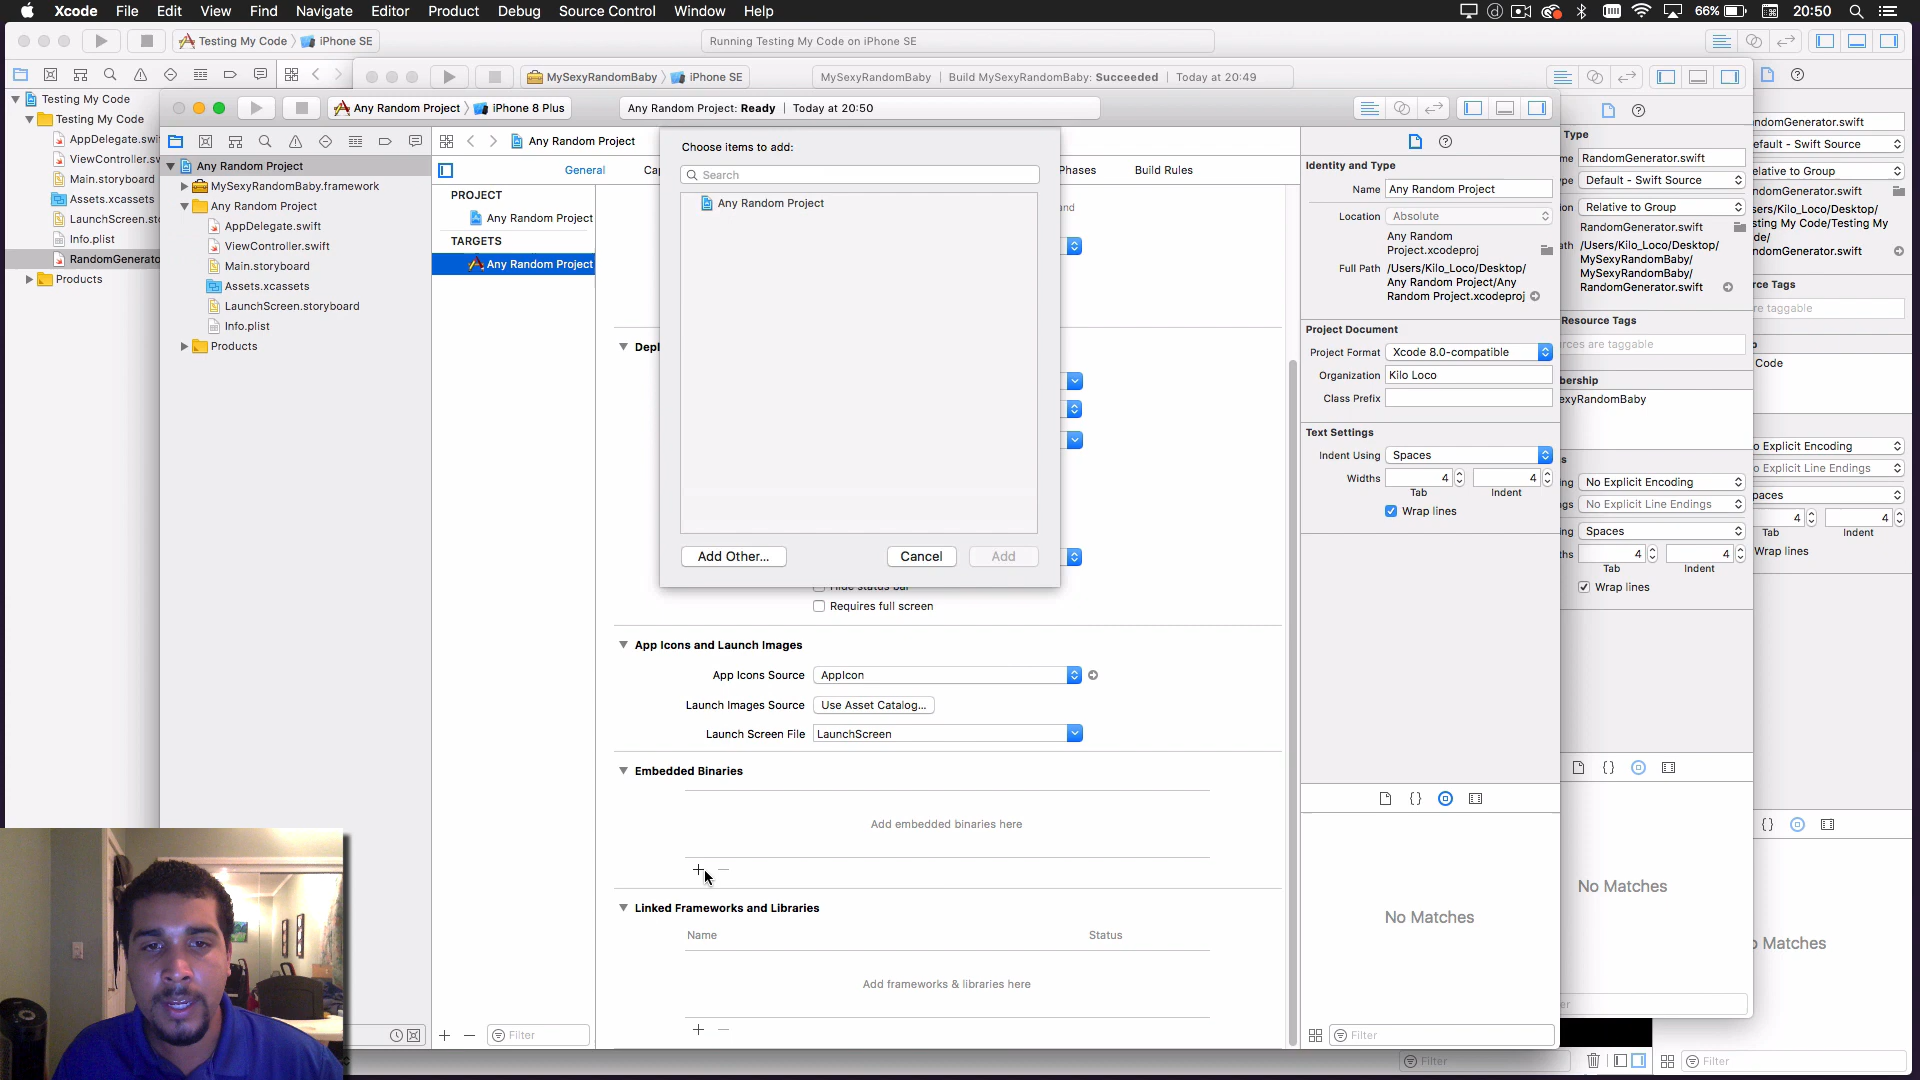 Xcode File Edit View Find Navigate Editor Product Debug Source Control Window Help 66% 20:50
Testing My Code iPhone SE Running Testing My Code on iPhone SE
MySexyRandomBaby iPhone SE MySexyRandomBaby | Build MySexyRandomBaby: Succeeded | Today at 20:49
Any Random Project iPhone 8 Plus Any Random Project: Ready | Today at 20:50
Testing My Code
Testing My Code
AppDelegate.swi
ViewController.sw
Main.storyboard
Assets.xcassets
LaunchScreen.sto
Info.plist
RandomGenerato
Products
Any Random Project
MySexyRandomBaby.framework
Any Random Project
AppDelegate.swift
ViewController.swift
Main.storyboard
Assets.xcassets
LaunchScreen.storyboard
Info.plist
Products
Any Random Project
General Phases Build Rules
PROJECT
Any Random Project
TARGETS
Any Random Project
Choose items to add:
Search
Any Random Project
Add Other... Cancel Add
Requires full screen
App Icons and Launch Images
App Icons Source AppIcon
Launch Images Source Use Asset Catalog...
Launch Screen File LaunchScreen
Embedded Binaries
Add embedded binaries here
Linked Frameworks and Libraries
Name Status
Add frameworks & libraries here
Filter
Identity and Type
Name Any Random Project
Location Absolute
Any Random
Project.xcodeproj
Full Path /Users/Kilo_Loco/Desktop/
Any Random Project/Any
Random Project.xcodeproj
Project Document
Project Format Xcode 8.0-compatible
Organization Kilo Loco
Class Prefix
Text Settings
Indent Using Spaces
Widths 4 4
Tab Indent
Wrap lines
No Matches
Filter
Type
RandomGenerator.swift
Default - Swift Source
Relative to Group
RandomGenerator.swift
/Users/Kilo_Loco/Desktop/
MySexyRandomBaby/
MySexyRandomBaby/
RandomGenerator.swift
Resource Tags
No Explicit Encoding
No Explicit Line Endings
Spaces
4 4
Tab Indent
Wrap lines
No Matches
Filter
Testing My
Code
4 4
Tab Indent
Wrap lines
Filter